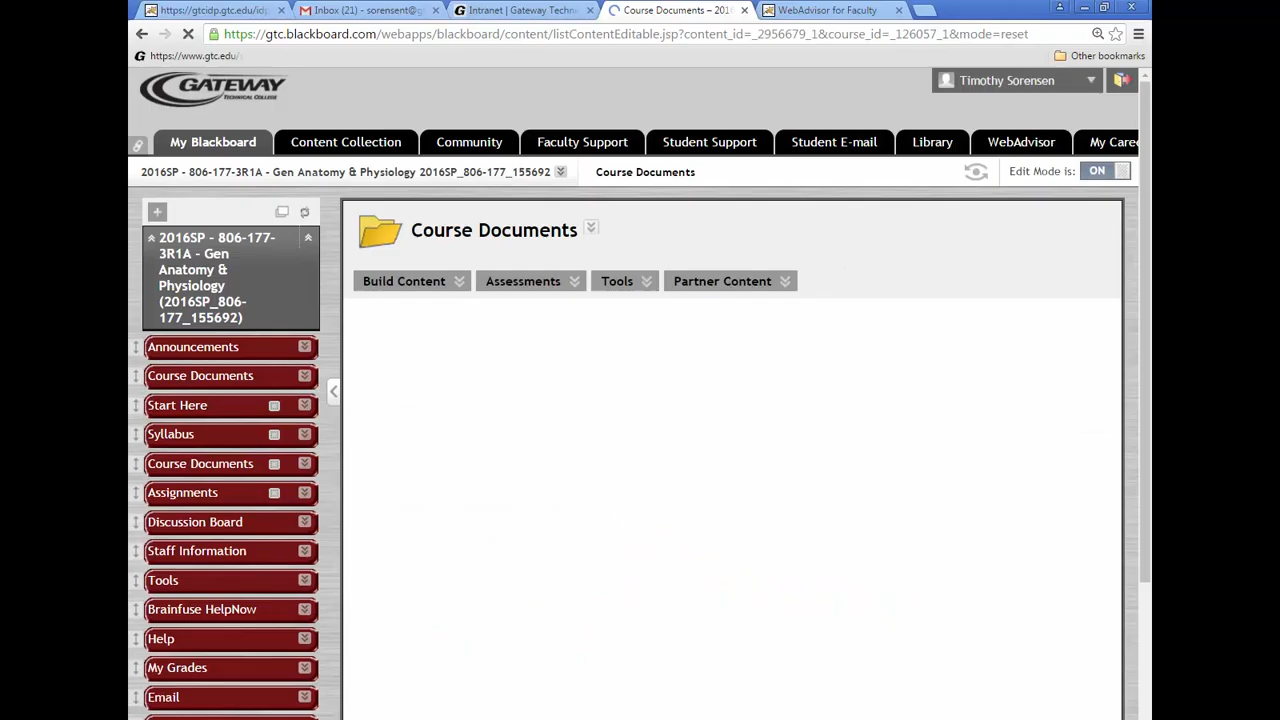 https://gtcidp.gtc.edu/idp
Inbox (21) - sorensent@g
Intranet | Gateway Techn
Course Documents – 201
WebAdvisor for Faculty
https://gtc.blackboard.com/webapps/blackboard/content/listContentEditable.jsp?content_id=_2956679_1&course_id=_126057_1&mode=reset
https://www.gtc.edu/
Other bookmarks
GATEWAY
TECHNICAL COLLEGE
Timothy Sorensen
My Blackboard
Content Collection
Community
Faculty Support
Student Support
Student E-mail
Library
WebAdvisor
My Care
2016SP - 806-177-3R1A - Gen Anatomy & Physiology 2016SP_806-177_155692
Course Documents
Edit Mode is:
ON
2016SP - 806-177-
3R1A - Gen
Anatomy &
Physiology
(2016SP_806-
177_155692)
Course Documents
Build Content
Assessments
Tools
Partner Content
Announcements
Course Documents
Start Here
Syllabus
Course Documents
Assignments
Discussion Board
Staff Information
Tools
Brainfuse HelpNow
Help
My Grades
Email